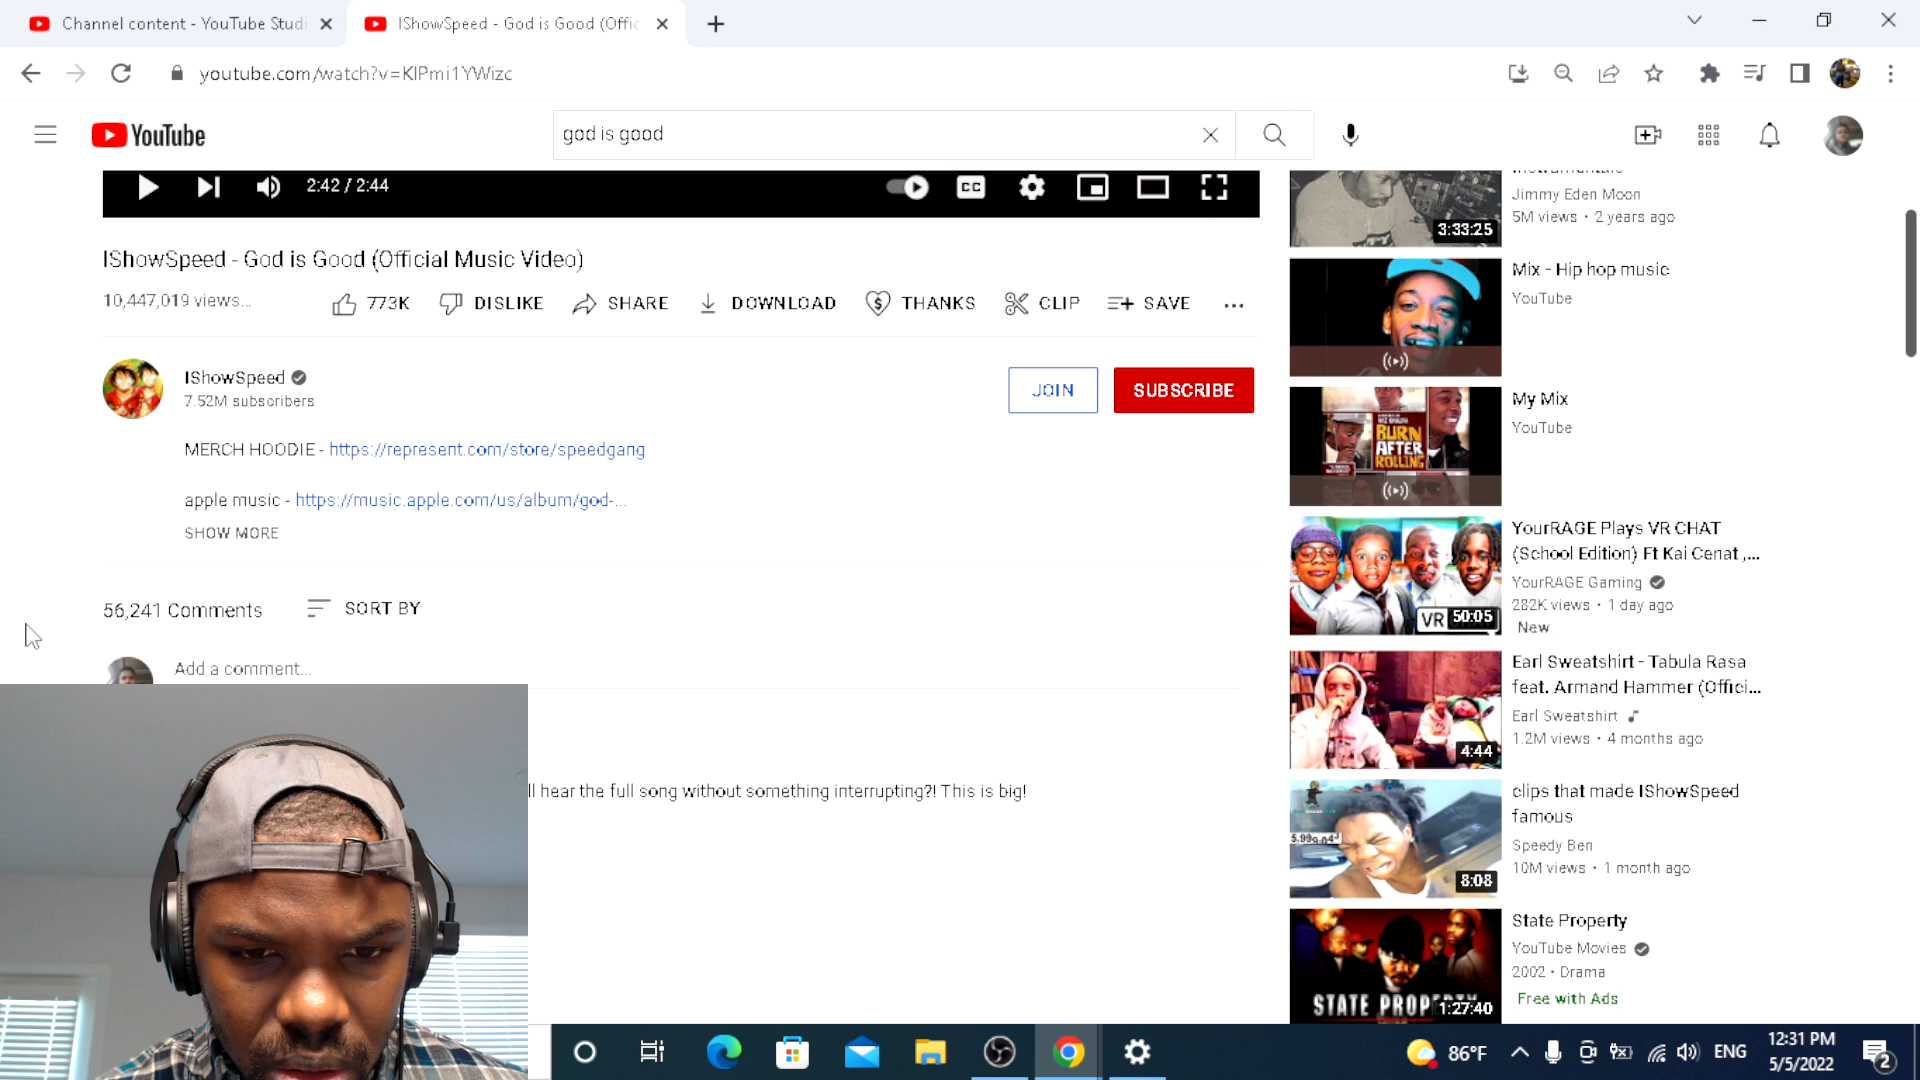 Channel content - YouTube Studi
IShowSpeed - God is Good (Offic
youtube.com/watch?v=KlPmi1YWizc
YouTube
god is good
2:42 / 2:44
CC
IShowSpeed - God is Good (Official Music Video)
10,447,019 views...
773K
DISLIKE
SHARE
DOWNLOAD
THANKS
CLIP
SAVE
IShowSpeed
7.52M subscribers
JOIN
SUBSCRIBE
MERCH HOODIE - https://represent.com/store/speedgang
apple music - https://music.apple.com/us/album/god-...
SHOW MORE
56,241 Comments
SORT BY
Add a comment...
ll hear the full song without something interrupting?! This is big!
3:33:25
Jimmy Eden Moon
5M views • 2 years ago
Mix - Hip hop music
YouTube
BURN
AFTER
ROLLING
My Mix
YouTube
VR
50:05
YourRAGE Plays VR CHAT
(School Edition) Ft Kai Cenat ,...
YourRAGE Gaming
282K views • 1 day ago
New
4:44
Earl Sweatshirt - Tabula Rasa
feat. Armand Hammer (Offici...
Earl Sweatshirt
1.2M views • 4 months ago
8:08
clips that made IShowSpeed
famous
Speedy Ben
10M views • 1 month ago
STATE PROP
1:27:40
State Property
YouTube Movies
2002 • Drama
Free with Ads
86°F
ENG
12:31 PM
5/5/2022
2